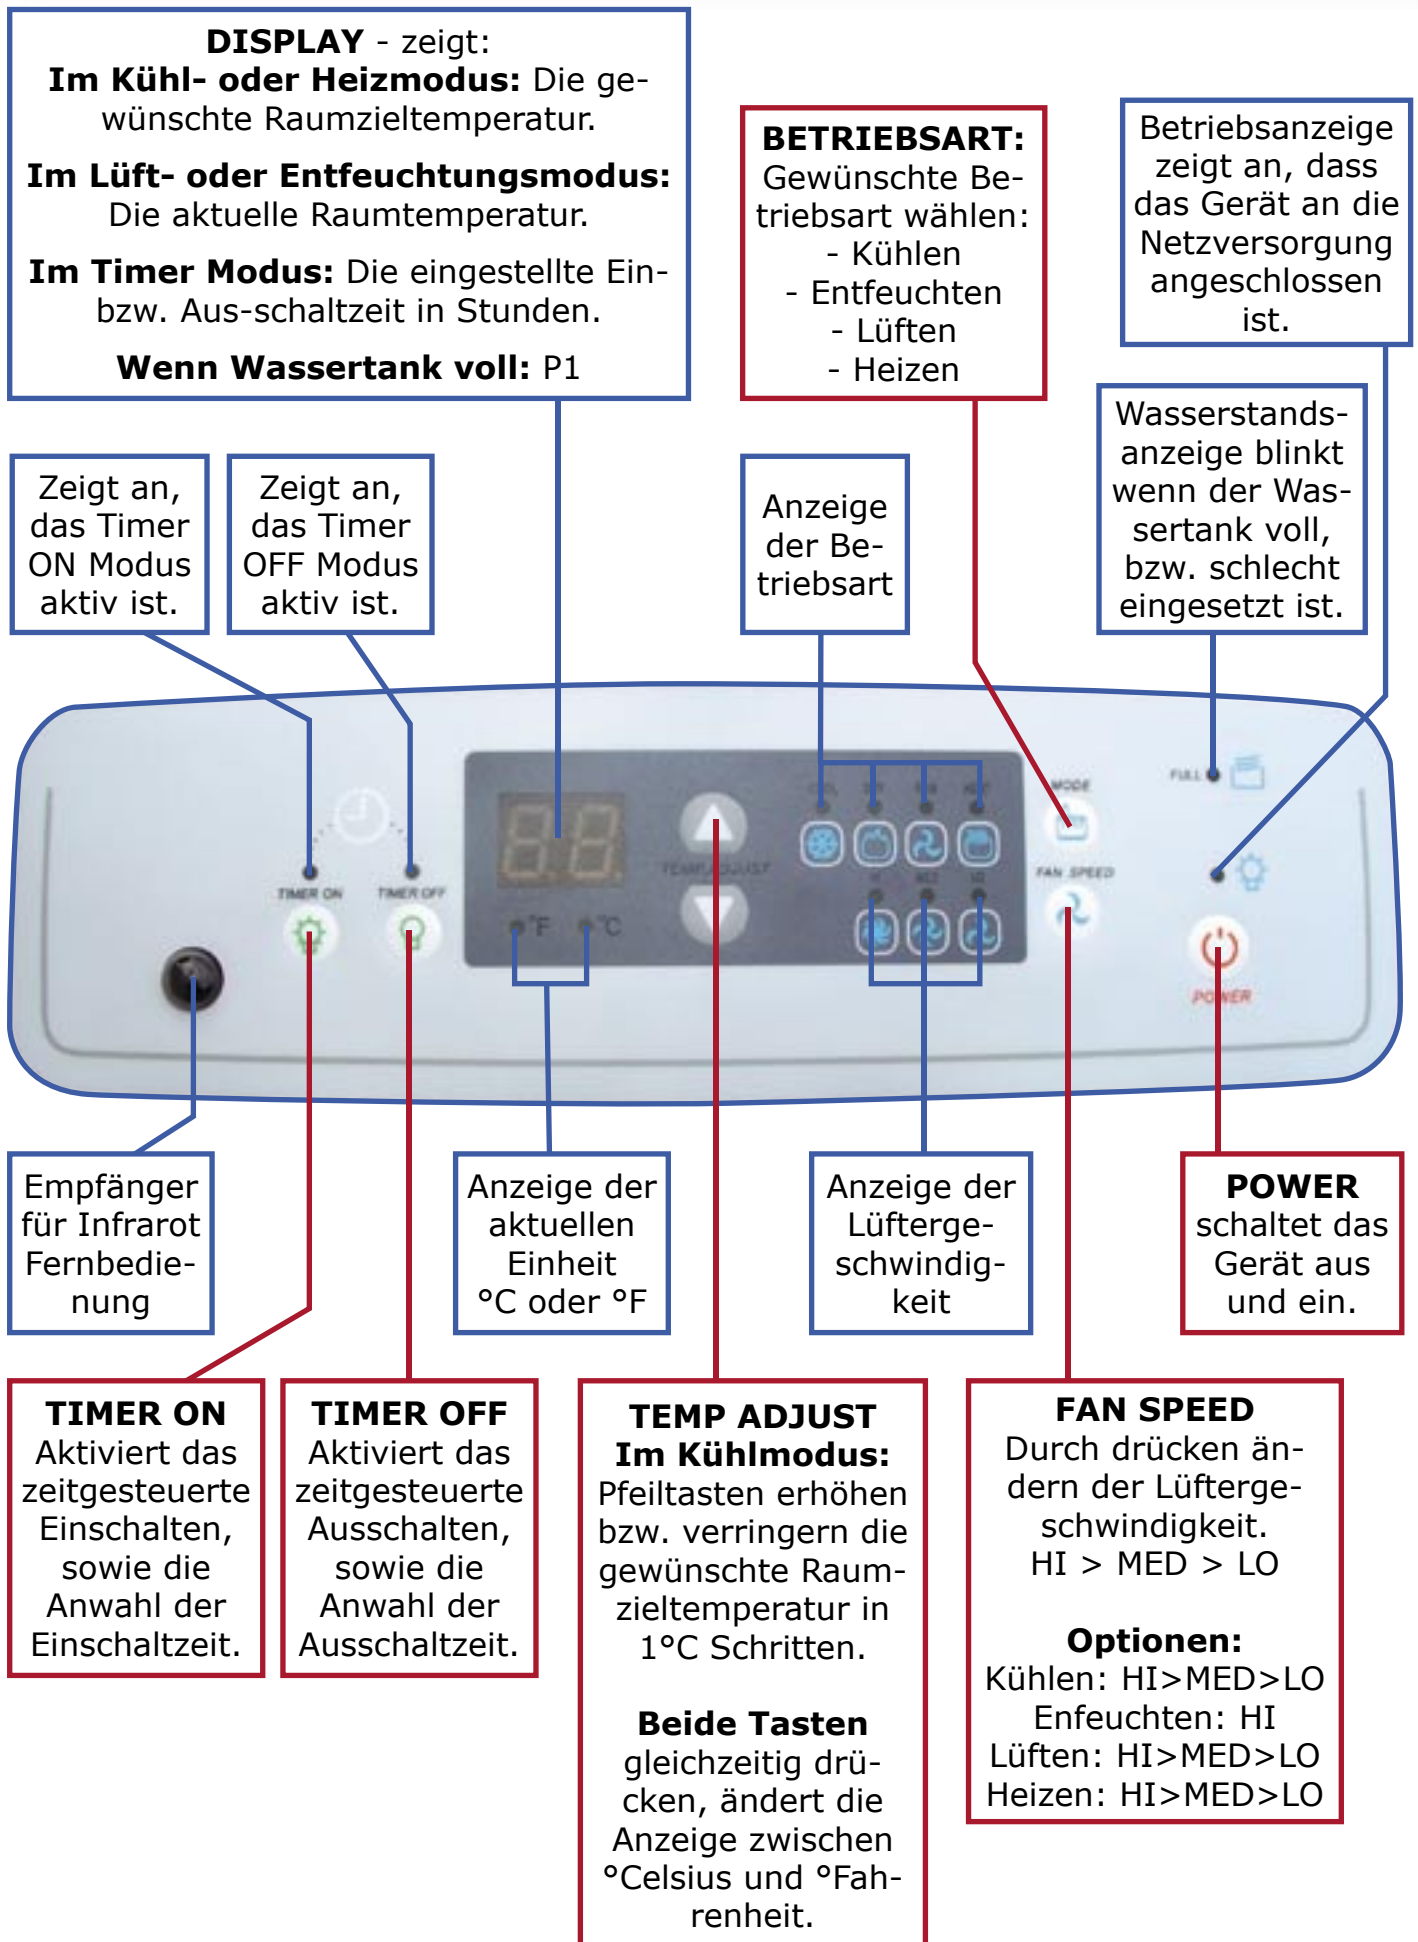 DISPLAY - zeigt:
Im Kühl- oder Heizmodus: Die ge-
wünschte Raumzieltemperatur.
Im Lüft- oder Entfeuchtungsmodus:
Die aktuelle Raumtemperatur.
Im Timer Modus: Die eingestellte Ein-
bzw. Aus-schaltzeit in Stunden.
Wenn Wassertank voll: P1
BETRIEBSART:
Gewünschte Be-
triebsart wählen:
- Kühlen
- Entfeuchten
- Lüften
- Heizen
Betriebsanzeige
zeigt an, dass
das Gerät an die
Netzversorgung
angeschlossen
ist.
Zeigt an,
das Timer
ON Modus
aktiv ist.
Zeigt an,
das Timer
OFF Modus
aktiv ist.
Anzeige
der Be-
triebsart
Wasserstands-
anzeige blinkt
wenn der Was-
sertank voll,
bzw. schlecht
eingesetzt ist.
TIMER ON
TIMER OFF
8.8.
°F
°C
TEMP.ADJUST
COOL
DRY
FAN
HEAT
HI
MED
LO
MODE
FAN SPEED
FULL
POWER
Empfänger
für Infrarot
Fernbedie-
nung
Anzeige der
aktuellen
Einheit
°C oder °F
Anzeige der
Lüfterge-
schwindig-
keit
POWER
schaltet das
Gerät aus
und ein.
TIMER ON
Aktiviert das
zeitgesteuerte
Einschalten,
sowie die
Anwahl der
Einschaltzeit.
TIMER OFF
Aktiviert das
zeitgesteuerte
Ausschalten,
sowie die
Anwahl der
Ausschaltzeit.
TEMP ADJUST
Im Kühlmodus:
Pfeiltasten erhöhen
bzw. verringern die
gewünschte Raum-
zieltemperatur in
1°C Schritten.
Beide Tasten
gleichzeitig drü-
cken, ändert die
Anzeige zwischen
°Celsius und °Fah-
renheit.
FAN SPEED
Durch drücken än-
dern der Lüfterge-
schwindigkeit.
HI > MED > LO
Optionen:
Kühlen: HI>MED>LO
Enfeuchten: HI
Lüften: HI>MED>LO
Heizen: HI>MED>LO